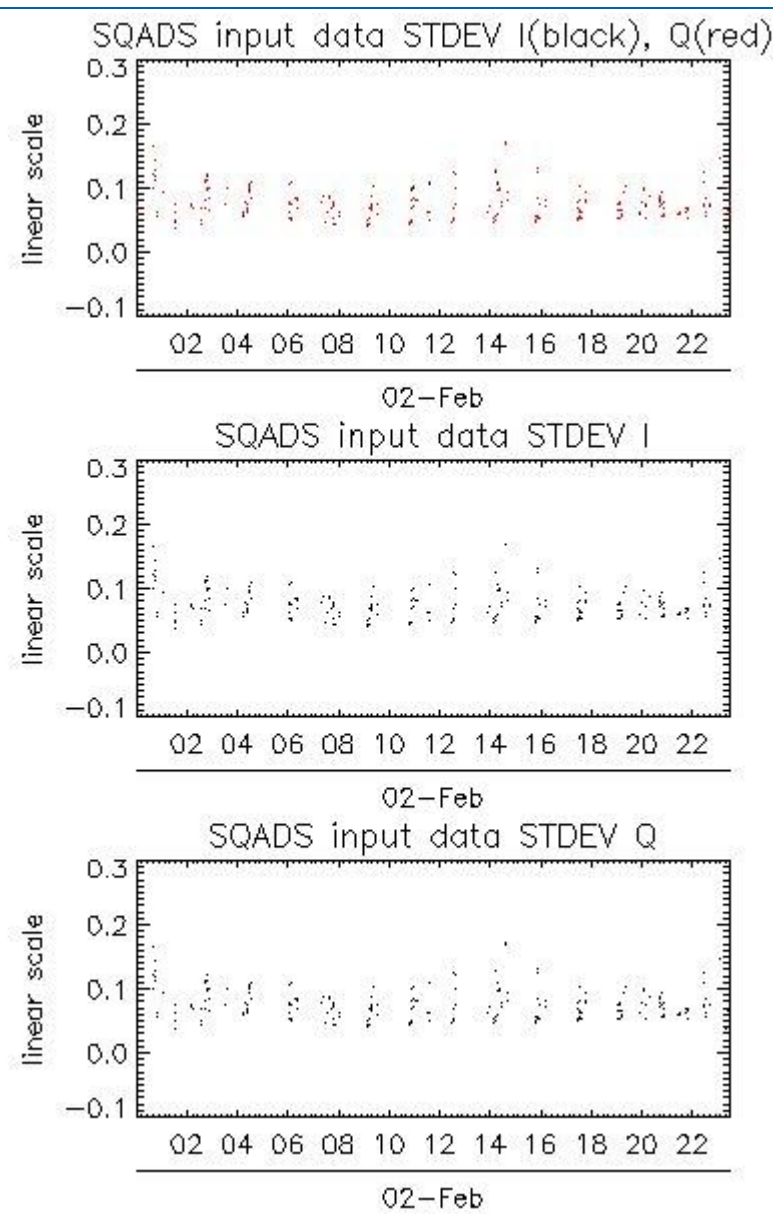 SQADS input data STDEV I(black), Q(red)
0.3
0.2
0.1
0.0
−0.1
linear scale
02 04 06 08 10 12 14 16 18 20 22
02−Feb
SQADS input data STDEV I
0.3
0.2
0.1
0.0
−0.1
linear scale
02 04 06 08 10 12 14 16 18 20 22
02−Feb
SQADS input data STDEV Q
0.3
0.2
0.1
0.0
−0.1
linear scale
02 04 06 08 10 12 14 16 18 20 22
02−Feb